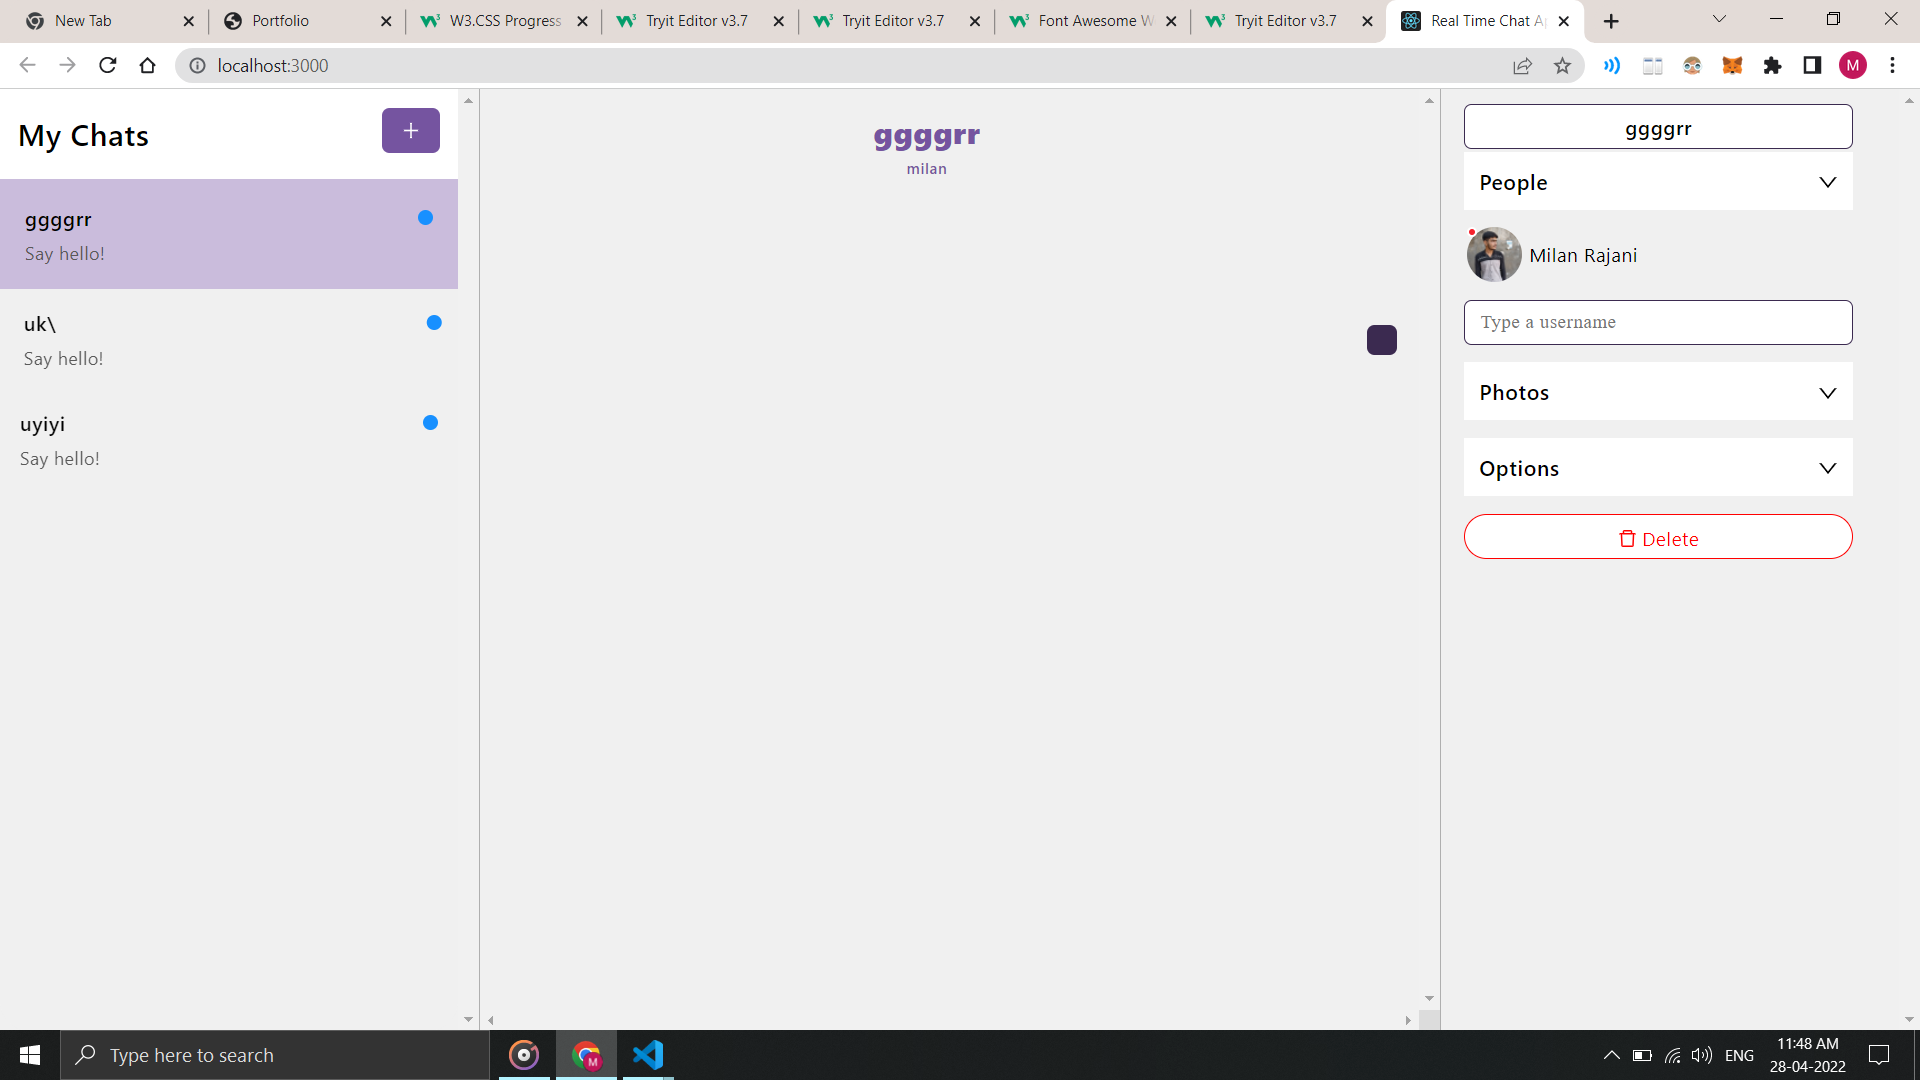 New Tab
Portfolio
W3.CSS Progress
Tryit Editor v3.7
Tryit Editor v3.7
Font Awesome W
Tryit Editor v3.7
Real Time Chat Ap
localhost:3000
M
My Chats
+
ggggrr
Say hello!
uk\
Say hello!
uyiyi
Say hello!
ggggrr
milan
ggggrr
People
Milan Rajani
Type a username
Photos
Options
Delete
Type here to search
M
ENG
11:48 AM
28-04-2022